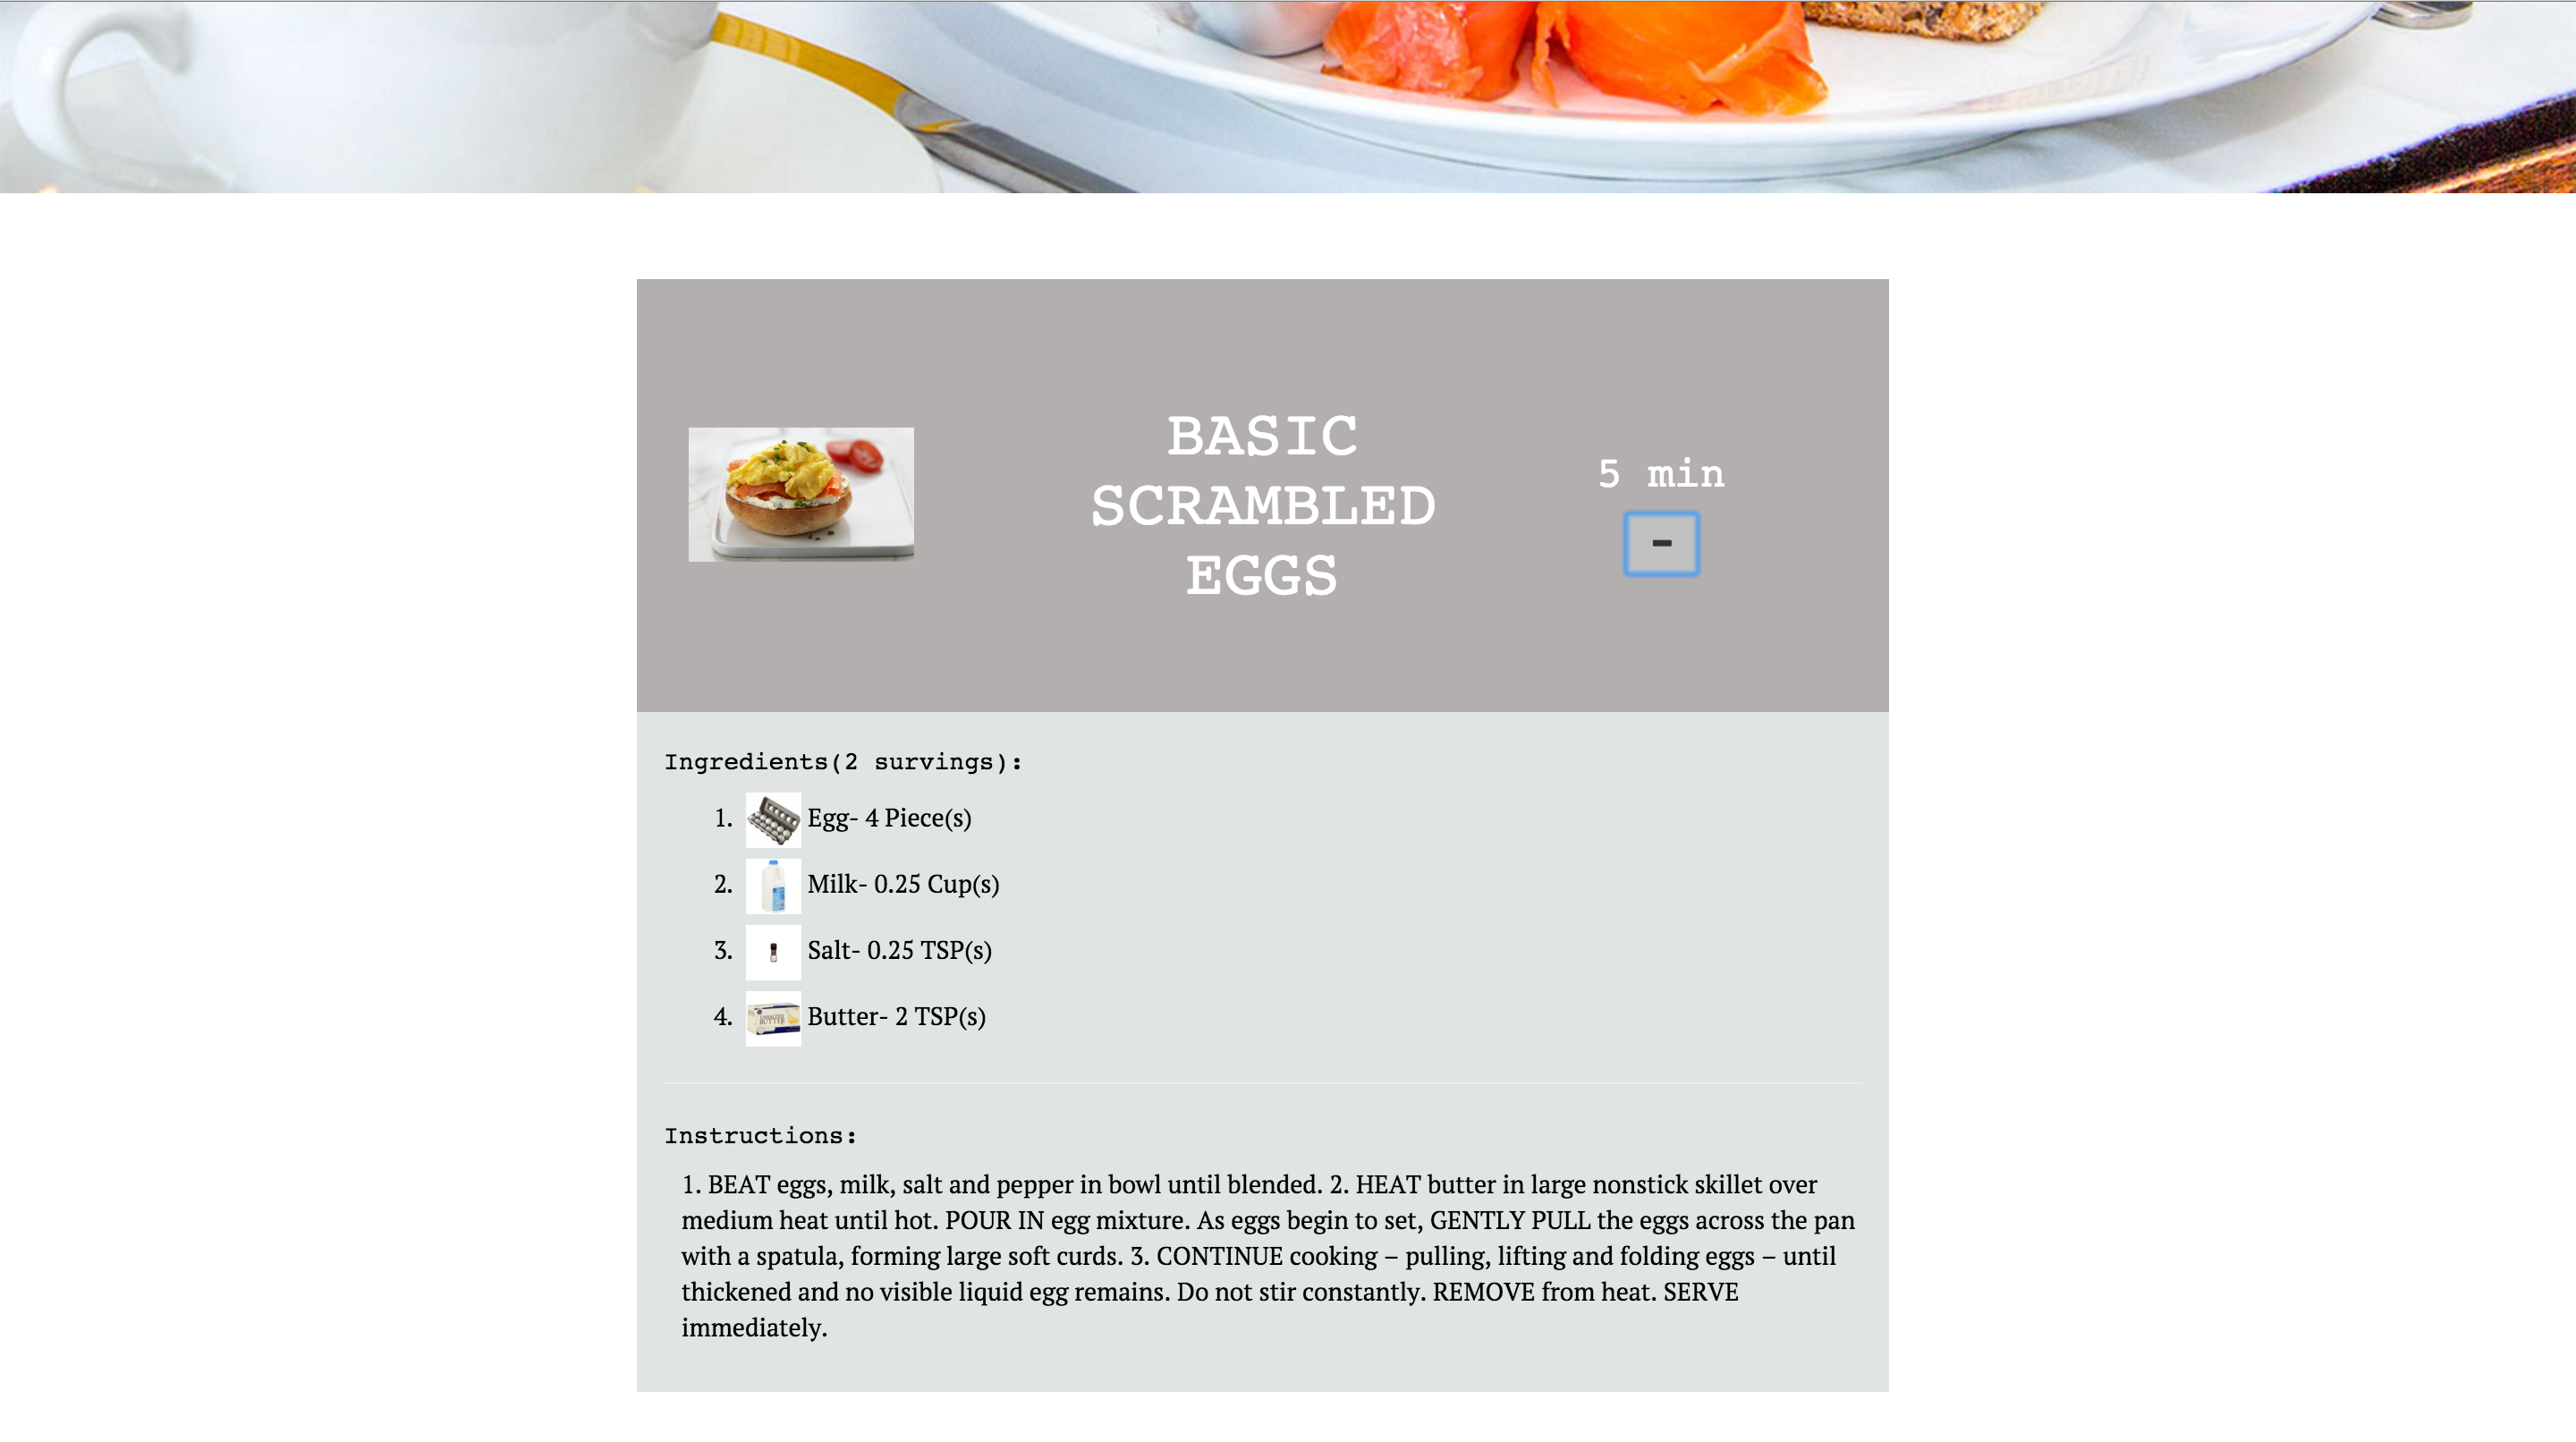 BASIC
SCRAMBLED
EGGS
5 min
-
Ingredients(2 survings):
1. Egg- 4 Piece(s)
2. Milk- 0.25 Cup(s)
3. Salt- 0.25 TSP(s)
4. Butter- 2 TSP(s)
Instructions:
1. BEAT eggs, milk, salt and pepper in bowl until blended. 2. HEAT butter in large nonstick skillet over
medium heat until hot. POUR IN egg mixture. As eggs begin to set, GENTLY PULL the eggs across the pan
with a spatula, forming large soft curds. 3. CONTINUE cooking – pulling, lifting and folding eggs – until
thickened and no visible liquid egg remains. Do not stir constantly. REMOVE from heat. SERVE
immediately.